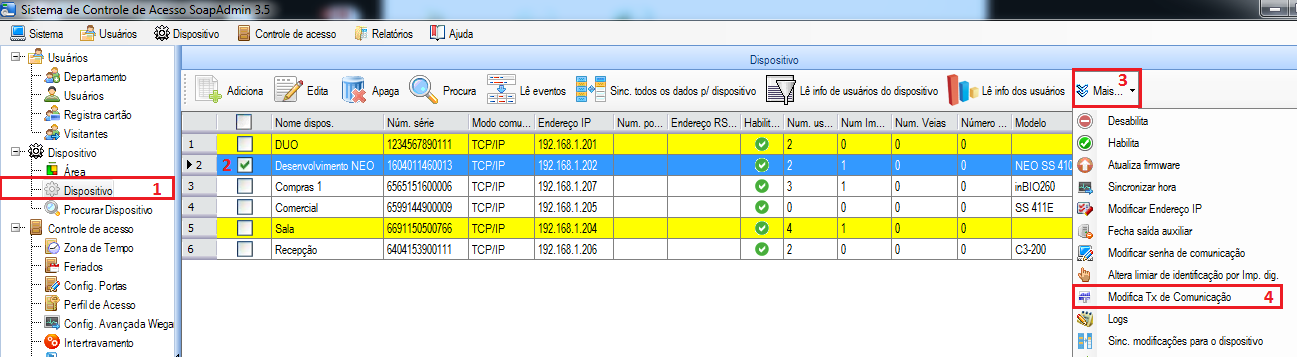 Sistema de Controle de Acesso SoapAdmin 3.5
Sistema Usuários Dispositivo Controle de acesso Relatórios Ajuda
Usuários
Departamento
Usuários
Registra cartão
Visitantes
Dispositivo
Área
Dispositivo 1
Procurar Dispositivo
Controle de acesso
Zona de Tempo
Feriados
Config. Portas
Perfil de Acesso
Config. Avançada Wiega
Intertravamento
Dispositivo
Adiciona Edita Apaga Procura Lê eventos Sinc. todos os dados p/ dispositivo Lê info de usuários do dispositivo Lê info dos usuários Mais... 3
Nome dispos. Núm. série Modo comu... Endereço IP Num. po... Endereço RS... Habilit... Num. us... Num Im... Num. Veias Número ... Modelo
1 DUO 1234567890111 TCP/IP 192.168.1.201 2 0 0 0
2 2 Desenvolvimento NEO 1604011460013 TCP/IP 192.168.1.202 2 1 0 0 NEO SS 410
3 Compras 1 6565151600006 TCP/IP 192.168.1.207 3 1 0 0 inBIO260
4 Comercial 6599144900009 TCP/IP 192.168.1.205 0 0 0 0 SS 411E
5 Sala 6691150500766 TCP/IP 192.168.1.204 4 1 0 0
6 Recepção 6404153900111 TCP/IP 192.168.1.206 2 0 0 0 C3-200
Desabilita
Habilita
Atualiza firmware
Sincronizar hora
Modificar Endereço IP
Fecha saída auxiliar
Modificar senha de comunicação
Altera limiar de identificação por Imp. dig.
Modifica Tx de Comunicação 4
Logs
Sinc. modificações para o dispositivo